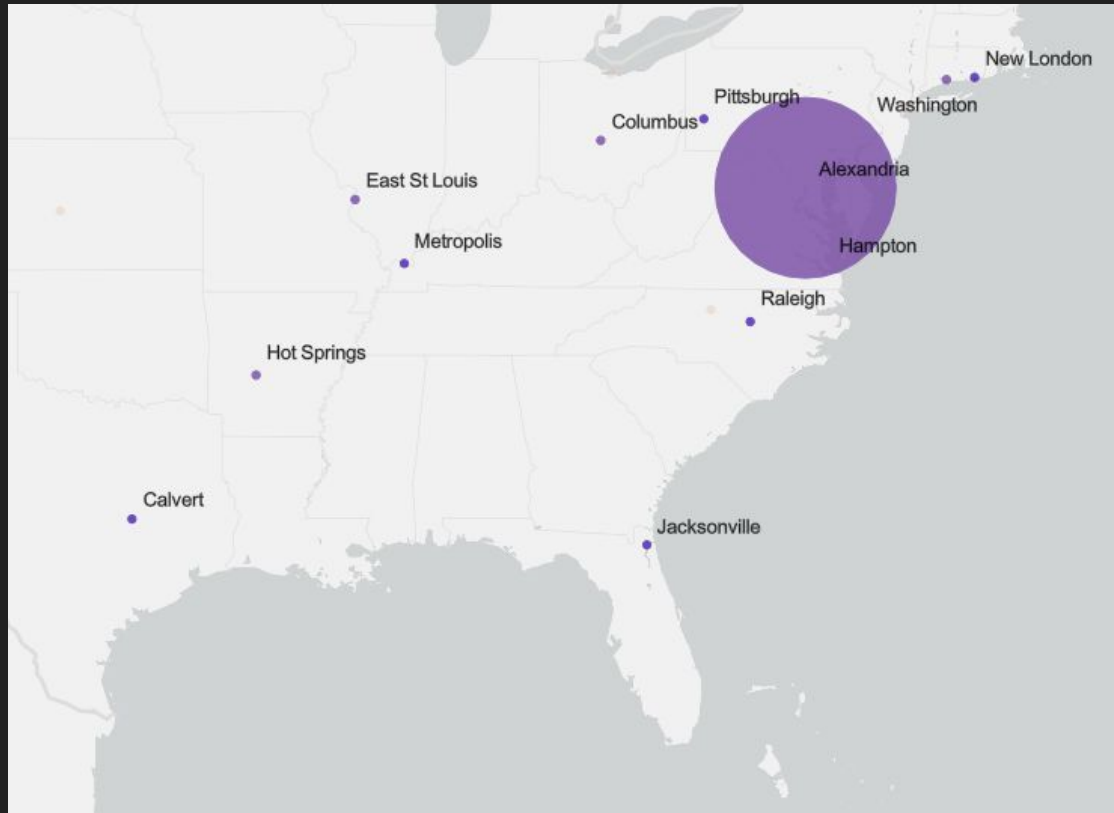 New London
Pittsburgh
Washington
Columbus
Alexandria
East St Louis
Metropolis
Hampton
Raleigh
Hot Springs
Calvert
Jacksonville